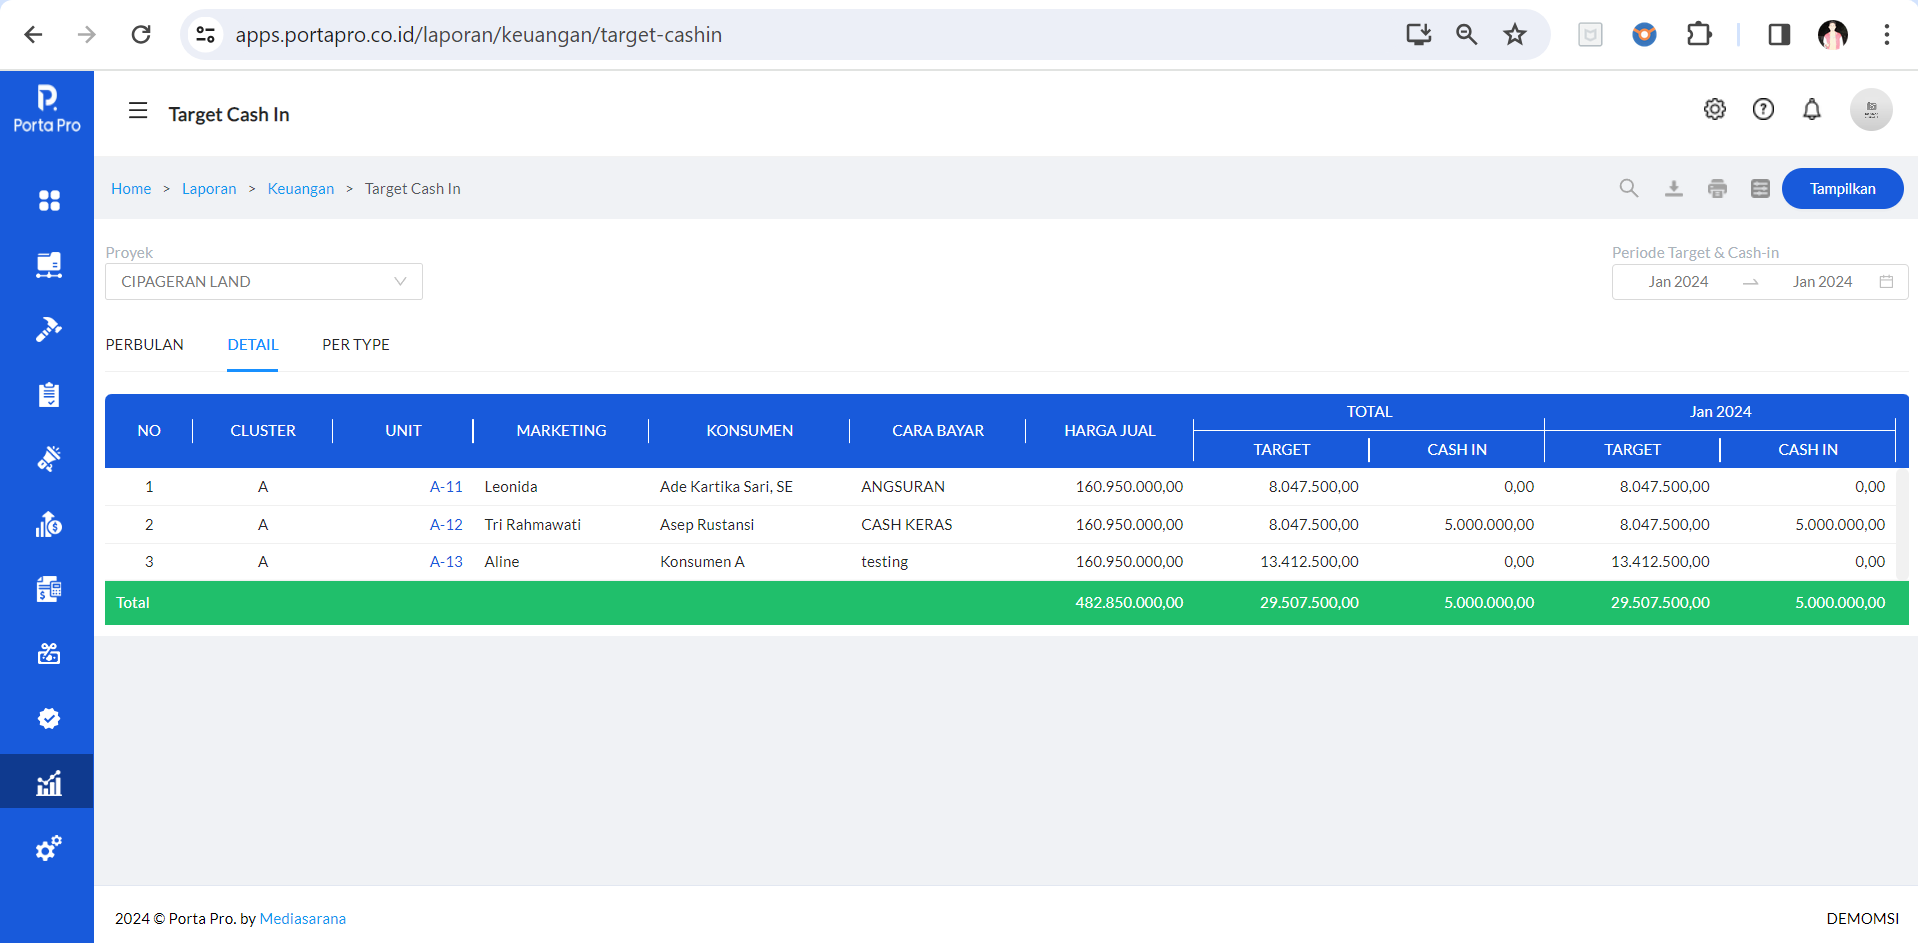 apps.portapro.co.id/laporan/keuangan/target-cashin
Porta Pro
Target Cash In
Home > Laporan > Keuangan > Target Cash In
Tampilkan
Proyek
CIPAGERAN LAND
Periode Target & Cash-in
Jan 2024 → Jan 2024
PERBULAN DETAIL PER TYPE
NO CLUSTER UNIT MARKETING KONSUMEN CARA BAYAR HARGA JUAL TOTAL Jan 2024
TARGET CASH IN TARGET CASH IN
1 A A-11 Leonida Ade Kartika Sari, SE ANGSURAN 160.950.000,00 8.047.500,00 0,00 8.047.500,00 0,00
2 A A-12 Tri Rahmawati Asep Rustansi CASH KERAS 160.950.000,00 8.047.500,00 5.000.000,00 8.047.500,00 5.000.000,00
3 A A-13 Aline Konsumen A testing 160.950.000,00 13.412.500,00 0,00 13.412.500,00 0,00
Total 482.850.000,00 29.507.500,00 5.000.000,00 29.507.500,00 5.000.000,00
2024 © Porta Pro. by Mediasarana
DEMOMSI